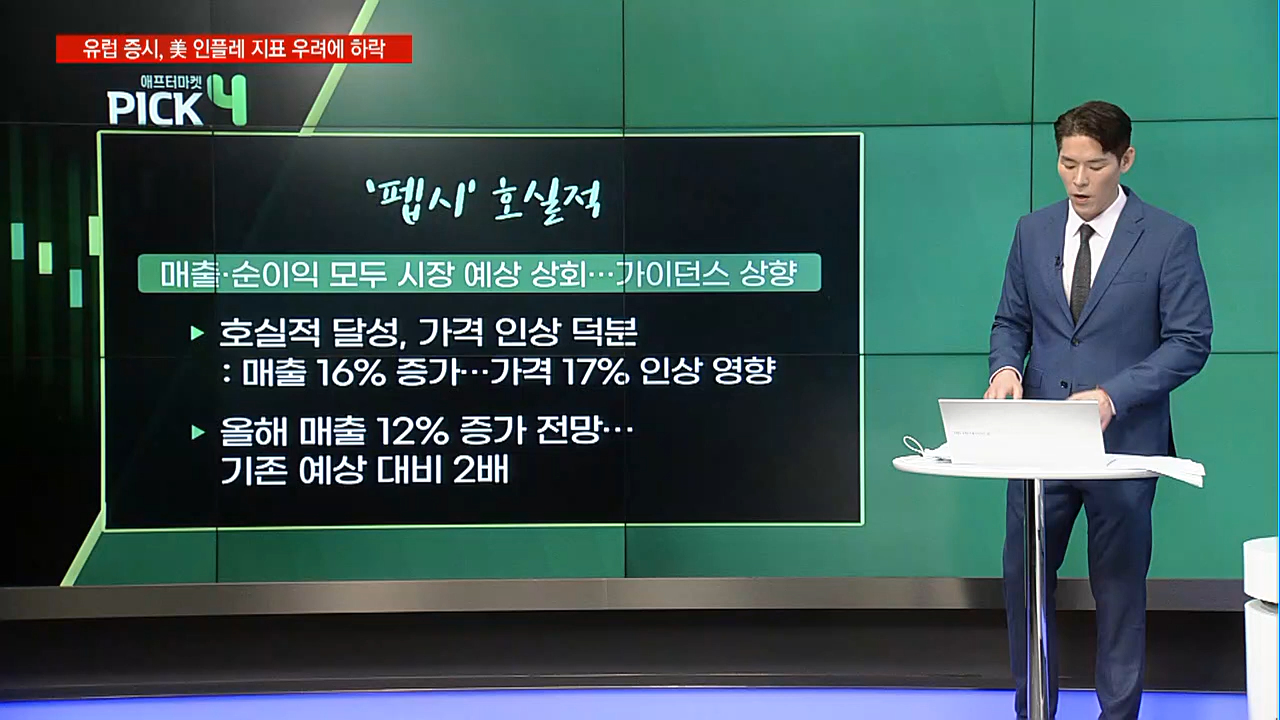 유럽 증시, 美 인플레 지표 우려에 하락
애프터마켓
PICK 4
'펩시' 호실적
매출·순이익 모두 시장 예상 상회…가이던스 상향
▶ 호실적 달성, 가격 인상 덕분
: 매출 16% 증가…가격 17% 인상 영향
▶ 올해 매출 12% 증가 전망…
기존 예상 대비 2배